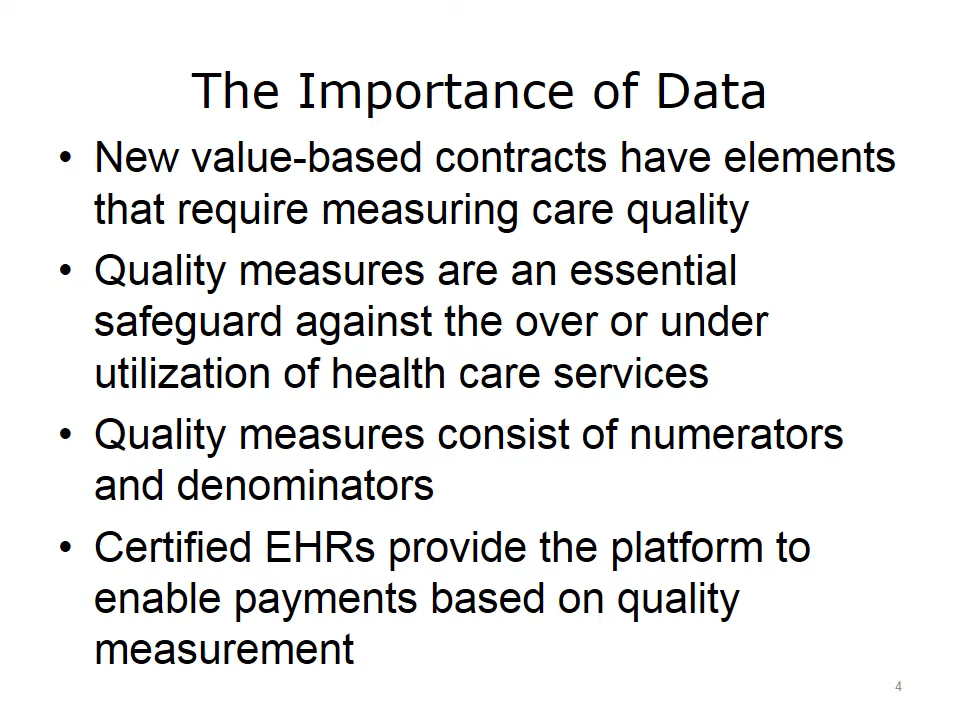 The Importance of Data
• New value-based contracts have elements
that require measuring care quality
• Quality measures are an essential
safeguard against the over or under
utilization of health care services
• Quality measures consist of numerators
and denominators
• Certified EHRs provide the platform to
enable payments based on quality
measurement
4